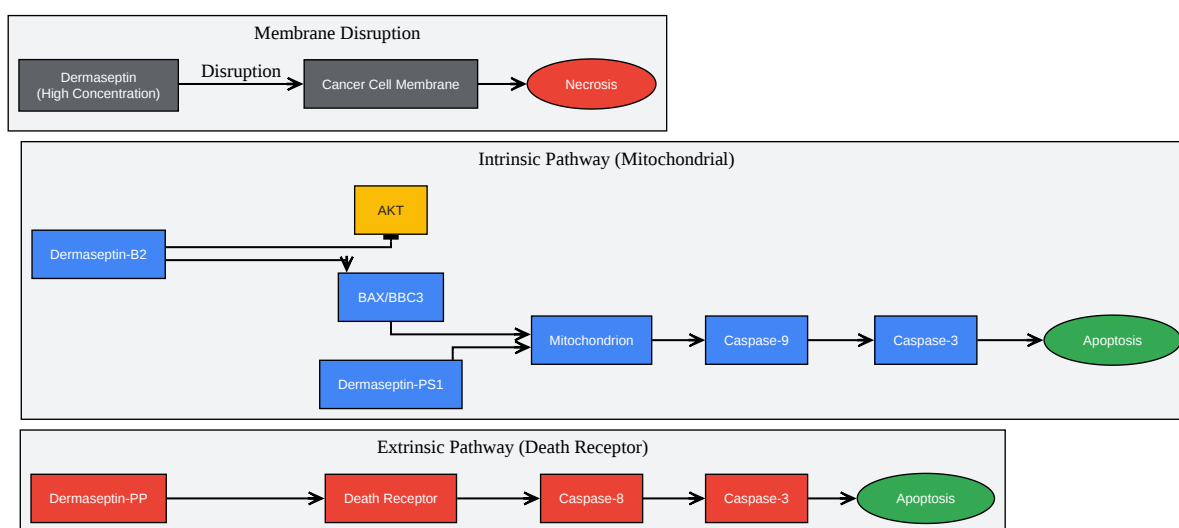 Membrane Disruption
Dermaseptin
(High Concentration)
Disruption
Cancer Cell Membrane
Necrosis
Intrinsic Pathway (Mitochondrial)
AKT
Dermaseptin-B2
BAX/BBC3
Mitochondrion
Caspase-9
Caspase-3
Apoptosis
Dermaseptin-PS1
Extrinsic Pathway (Death Receptor)
Dermaseptin-PP
Death Receptor
Caspase-8
Caspase-3
Apoptosis